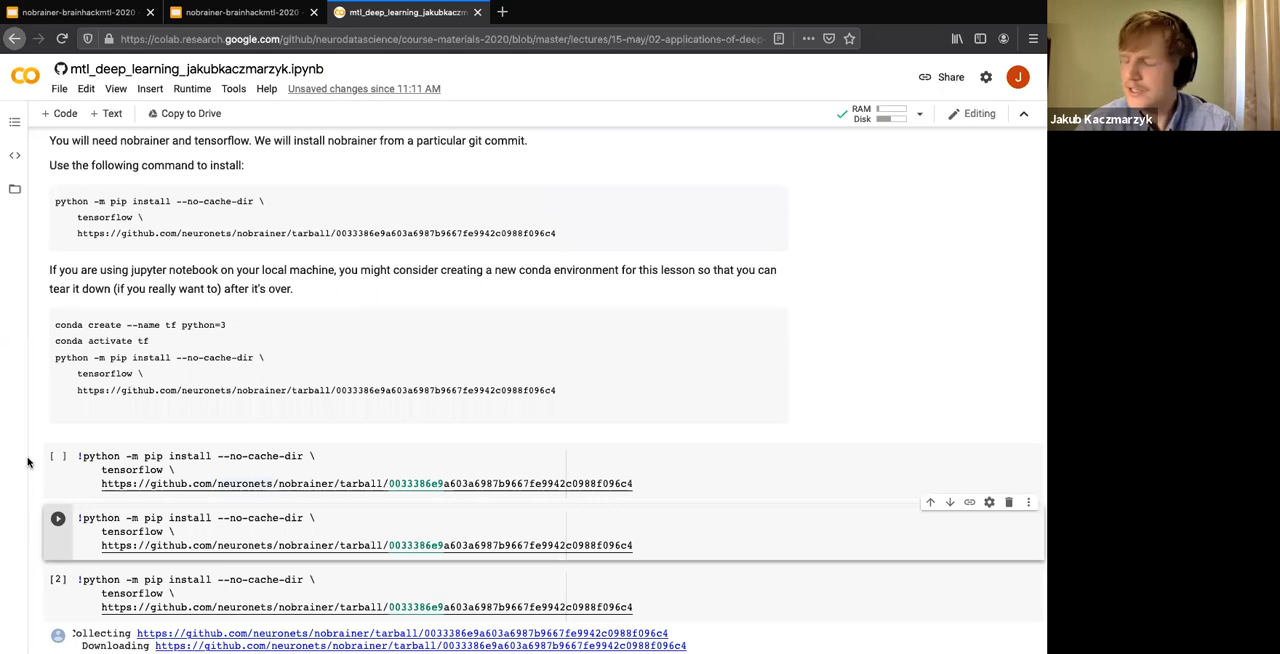 nobrainer-brainhackmtl-2020
nobrainer-brainhackmtl-2020
mtl_deep_learning_jakubkaczm
https://colab.research.google.com/github/neurodatascience/course-materials-2020/blob/master/lectures/15-may/02-applications-of-deep-
mtl_deep_learning_jakubkaczmarzyk.ipynb
Share
J
File Edit View Insert Runtime Tools Help Unsaved changes since 11:11 AM
Jakub Kaczmarzyk
+ Code + Text Copy to Drive
RAM
Disk
Editing
You will need nobrainer and tensorflow. We will install nobrainer from a particular git commit.
Use the following command to install:
python -m pip install --no-cache-dir \
tensorflow \
https://github.com/neuronets/nobrainer/tarball/0033386e9a603a6987b9667fe9942c0988f096c4
If you are using jupyter notebook on your local machine, you might consider creating a new conda environment for this lesson so that you can
tear it down (if you really want to) after it's over.
conda create --name tf python=3
conda activate tf
python -m pip install --no-cache-dir \
tensorflow \
https://github.com/neuronets/nobrainer/tarball/0033386e9a603a6987b9667fe9942c0988f096c4
[ ] !python -m pip install --no-cache-dir \
tensorflow \
https://github.com/neuronets/nobrainer/tarball/0033386e9a603a6987b9667fe9942c0988f096c4
!python -m pip install --no-cache-dir \
tensorflow \
https://github.com/neuronets/nobrainer/tarball/0033386e9a603a6987b9667fe9942c0988f096c4
[2] !python -m pip install --no-cache-dir \
tensorflow \
https://github.com/neuronets/nobrainer/tarball/0033386e9a603a6987b9667fe9942c0988f096c4
Collecting https://github.com/neuronets/nobrainer/tarball/0033386e9a603a6987b9667fe9942c0988f096c4
Downloading https://github.com/neuronets/nobrainer/tarball/0033386e9a603a6987b9667fe9942c0988f096c4